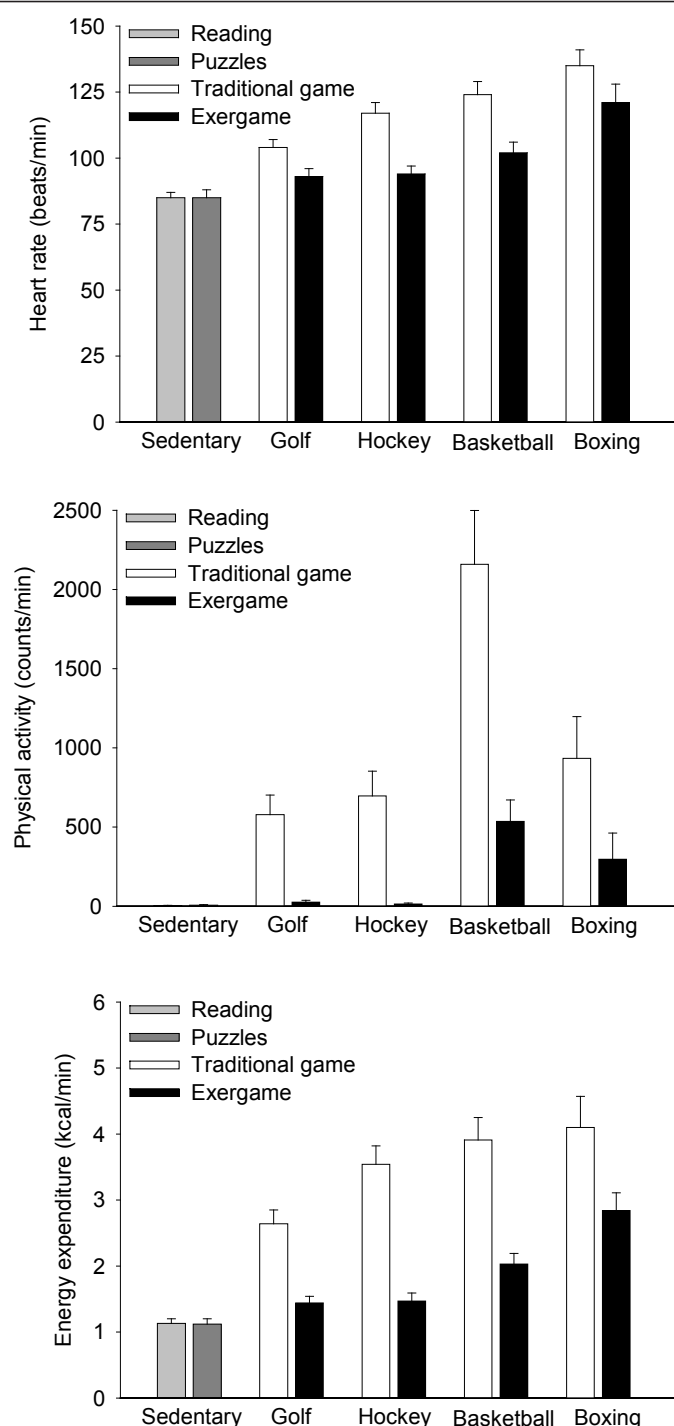 150
125
100
75
50
25
0
Heart rate (beats/min)
Reading
Puzzles
Traditional game
Exergame
Sedentary Golf Hockey Basketball Boxing
2500
2000
1500
1000
500
0
Physical activity (counts/min)
Reading
Puzzles
Traditional game
Exergame
Sedentary Golf Hockey Basketball Boxing
6
5
4
3
2
1
0
Energy expenditure (kcal/min)
Reading
Puzzles
Traditional game
Exergame
Sedentary Golf Hockey Basketball Boxing